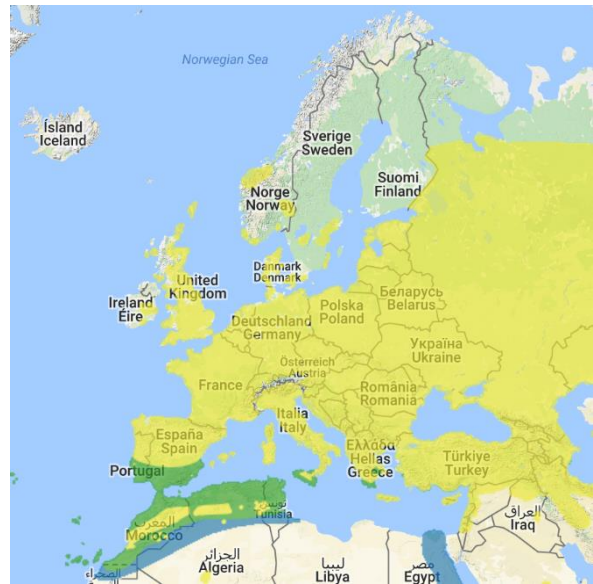 Norwegian Sea
Ísland
Iceland
Sverige
Sweden
Suomi
Finland
Norge
Norway
Danmark
Denmark
United
Kingdom
Ireland
Éire
Беларусь
Belarus
Polska
Poland
Deutschland
Germany
Україна
Ukraine
Österreich
Aus
France
România
Romania
Italia
Italy
España
Spain
Ελλάδα
Hellas
Greece
Türkiye
Turkey
Portugal
تونس
Tunisia
المغرب
Morocco
العراق
Iraq
الجزائر
Algeria
ليبيا
Libya
مصر
Egypt
الصحراء